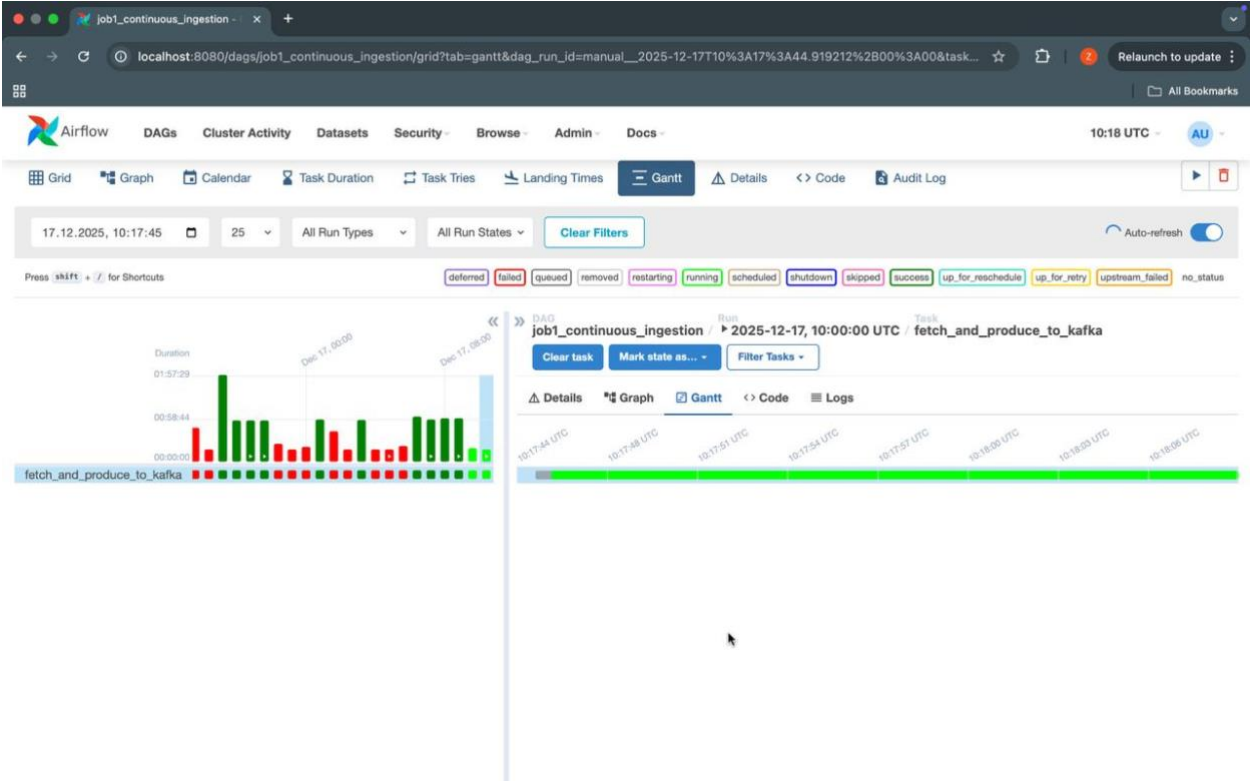 job1_continuous_ingestion -
localhost:8080/dags/job1_continuous_ingestion/grid?tab=gantt&dag_run_id=manual__2025-12-17T10%3A17%3A44.919212%2B00%3A00&task...
Z
Relaunch to update
All Bookmarks
Airflow DAGs Cluster Activity Datasets Security Browse Admin Docs 10:18 UTC AU
Grid Graph Calendar Task Duration Task Tries Landing Times Gantt Details <> Code Audit Log
17.12.2025, 10:17:45 25 All Run Types All Run States Clear Filters Auto-refresh
Press shift + / for Shortcuts deferred failed queued removed restarting running scheduled shutdown skipped success up_for_reschedule up_for_retry upstream_failed no_status
Duration
Dec 17, 00:00
Dec 17, 08:00
01:57:29
00:58:44
00:00:00
fetch_and_produce_to_kafka
DAG Run Task
job1_continuous_ingestion / 2025-12-17, 10:00:00 UTC / fetch_and_produce_to_kafka
Clear task Mark state as... Filter Tasks
Details Graph Gantt <> Code Logs
10:17:44 UTC 10:17:48 UTC 10:17:51 UTC 10:17:54 UTC 10:17:57 UTC 10:18:00 UTC 10:18:03 UTC 10:18:06 UTC